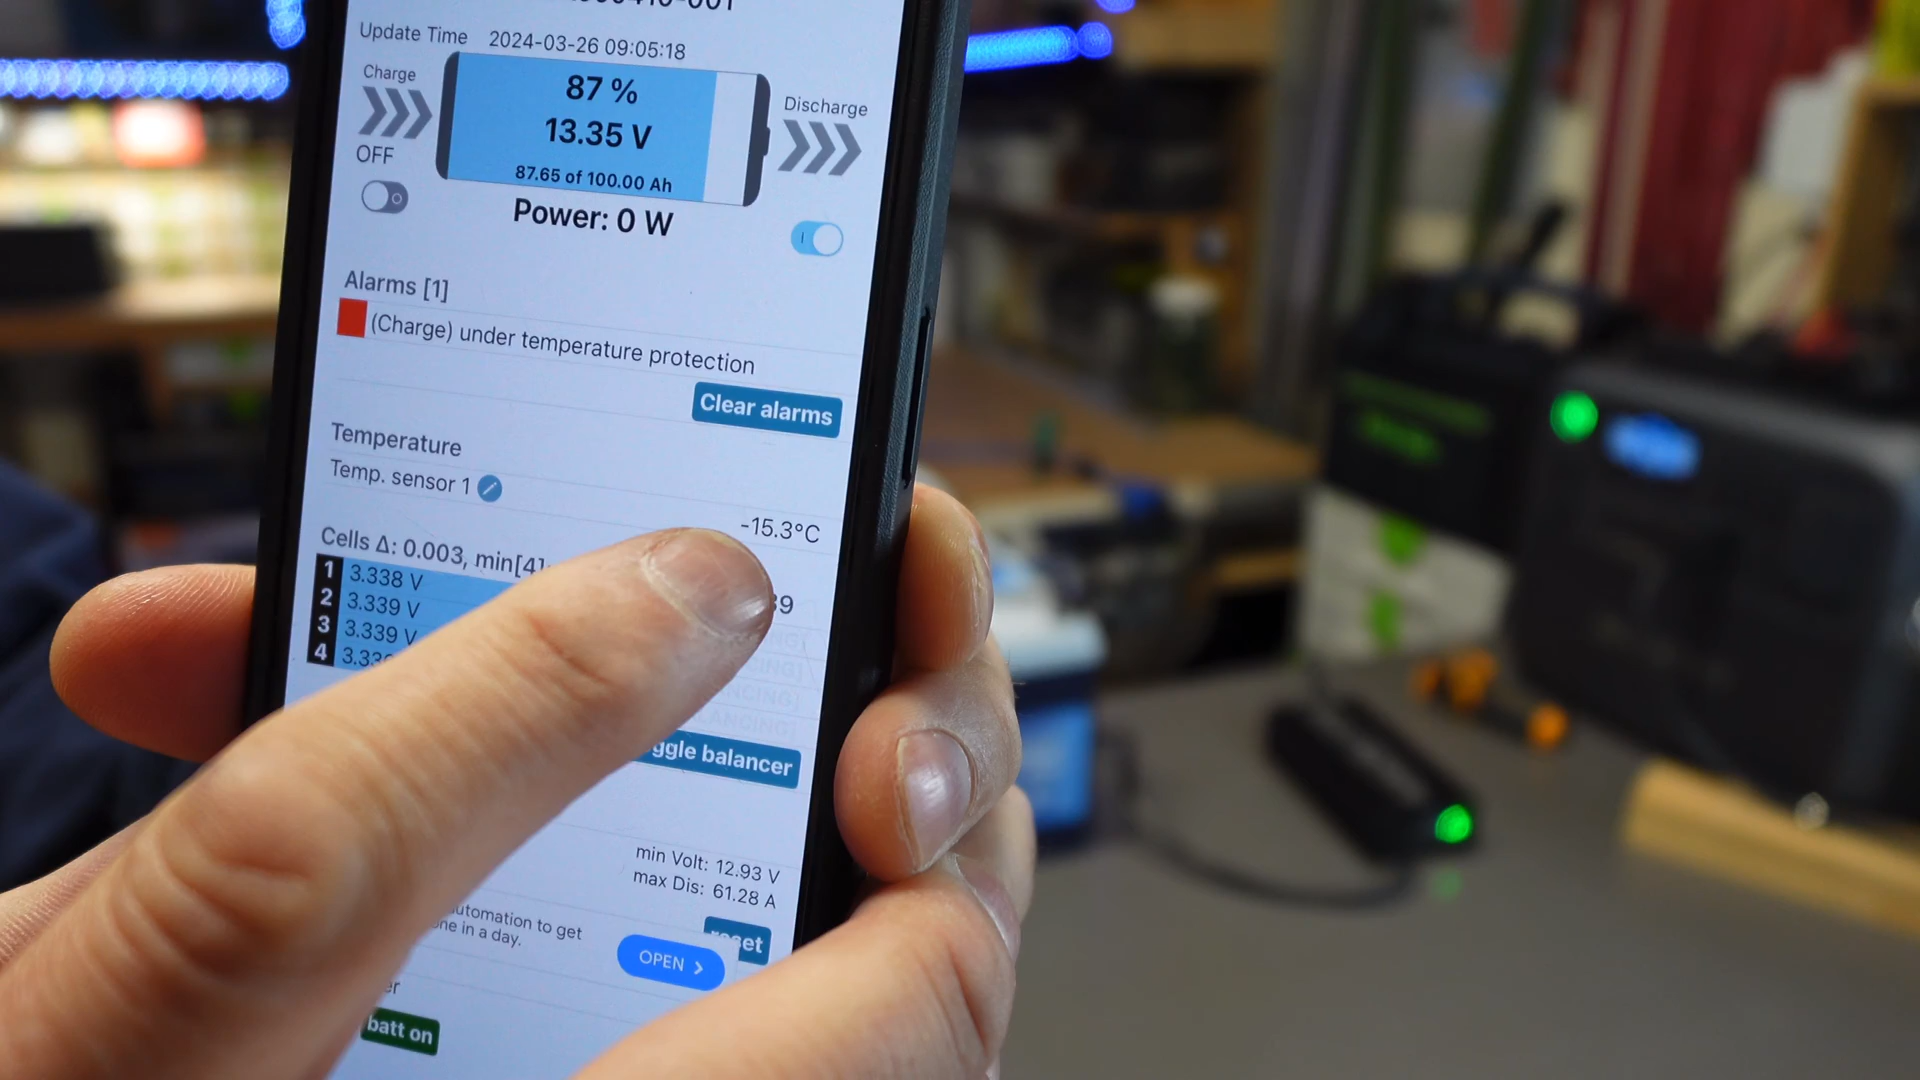 Update Time 2024-03-26 09:05:18
Charge
OFF
87 %
13.35 V
87.65 of 100.00 Ah
Discharge
Power: 0 W
Alarms [1]
(Charge) under temperature protection
Clear alarms
Temperature
Temp. sensor 1
-15.3°C
Cells Δ: 0.003, min[4]
1 3.338 V
2 3.339 V
3 3.339 V
4
balancer
min Volt: 12.93 V
max Dis: 61.28 A
to get
in a day.
OPEN
batt on